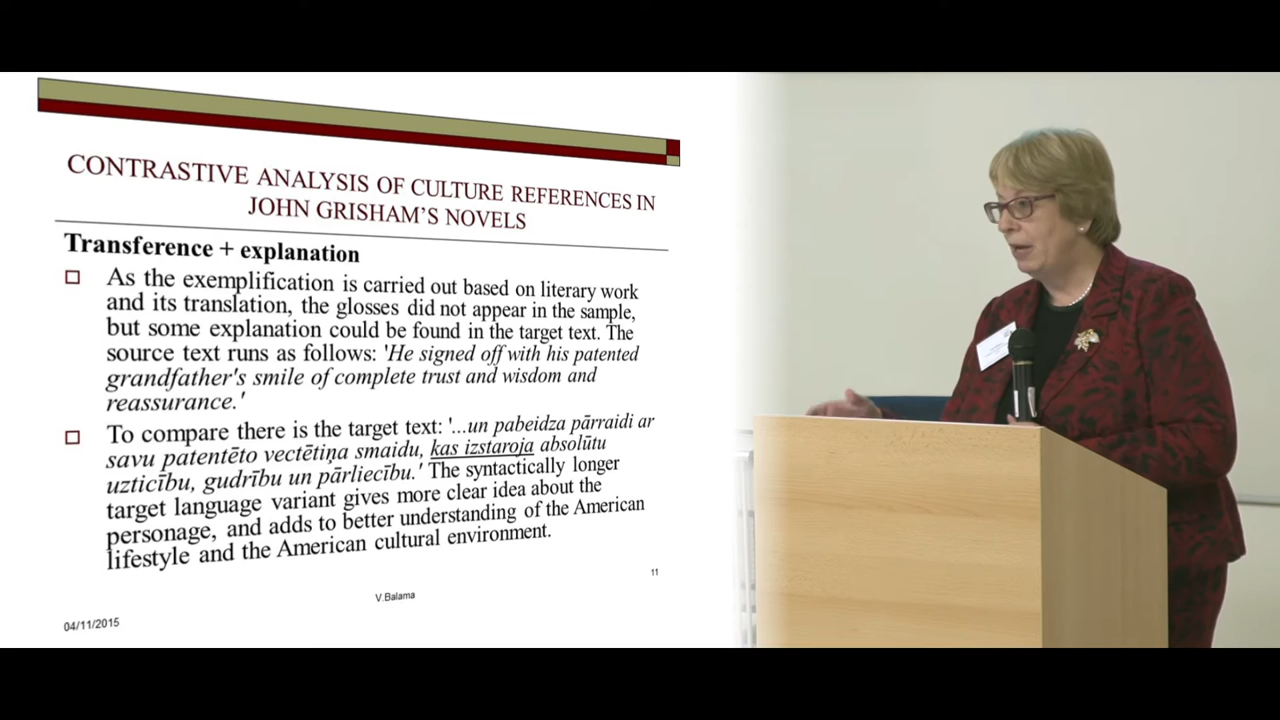 CONTRASTIVE ANALYSIS OF CULTURE REFERENCES IN
JOHN GRISHAM'S NOVELS
Transference + explanation
As the exemplification is carried out based on literary work
and its translation, the glosses did not appear in the sample,
but some explanation could be found in the target text. The
source text runs as follows: 'He signed off with his patented
grandfather's smile of complete trust and wisdom and
reassurance.'
To compare there is the target text: '...un pabeidza pārraidi ar
savu patentēto vectētiņa smaidu, kas izstaroja absolūtu
uzticību, gudrību un pārliecību.' The syntactically longer
target language variant gives more clear idea about the
personage, and adds to better understanding of the American
lifestyle and the American cultural environment.
11
V.Balama
04/11/2015